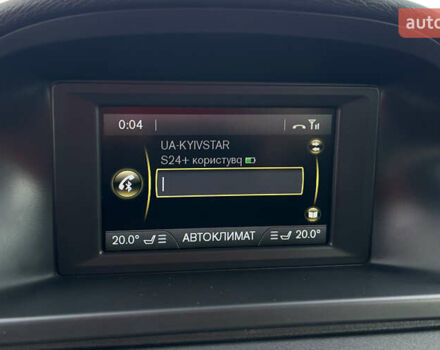 auto
0:04
UA-KYIVSTAR
S24+ користувq
20.0° АВТОКЛИМАТ 20.0°